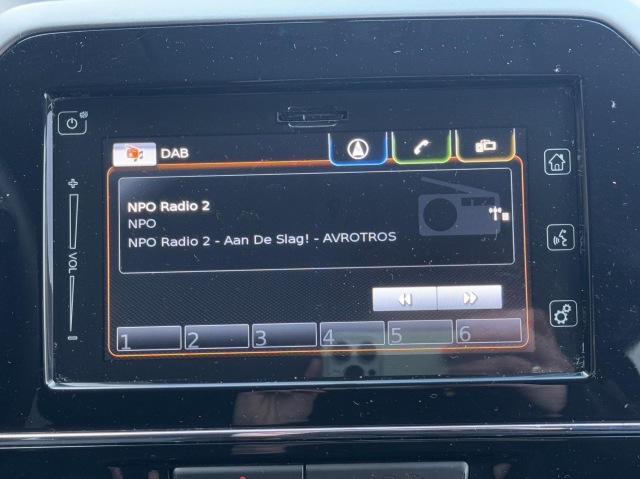 DAB
NPO Radio 2
NPO
NPO Radio 2 - Aan De Slag! - AVROTROS
+
VOL
-
1 2 3 4 5 6